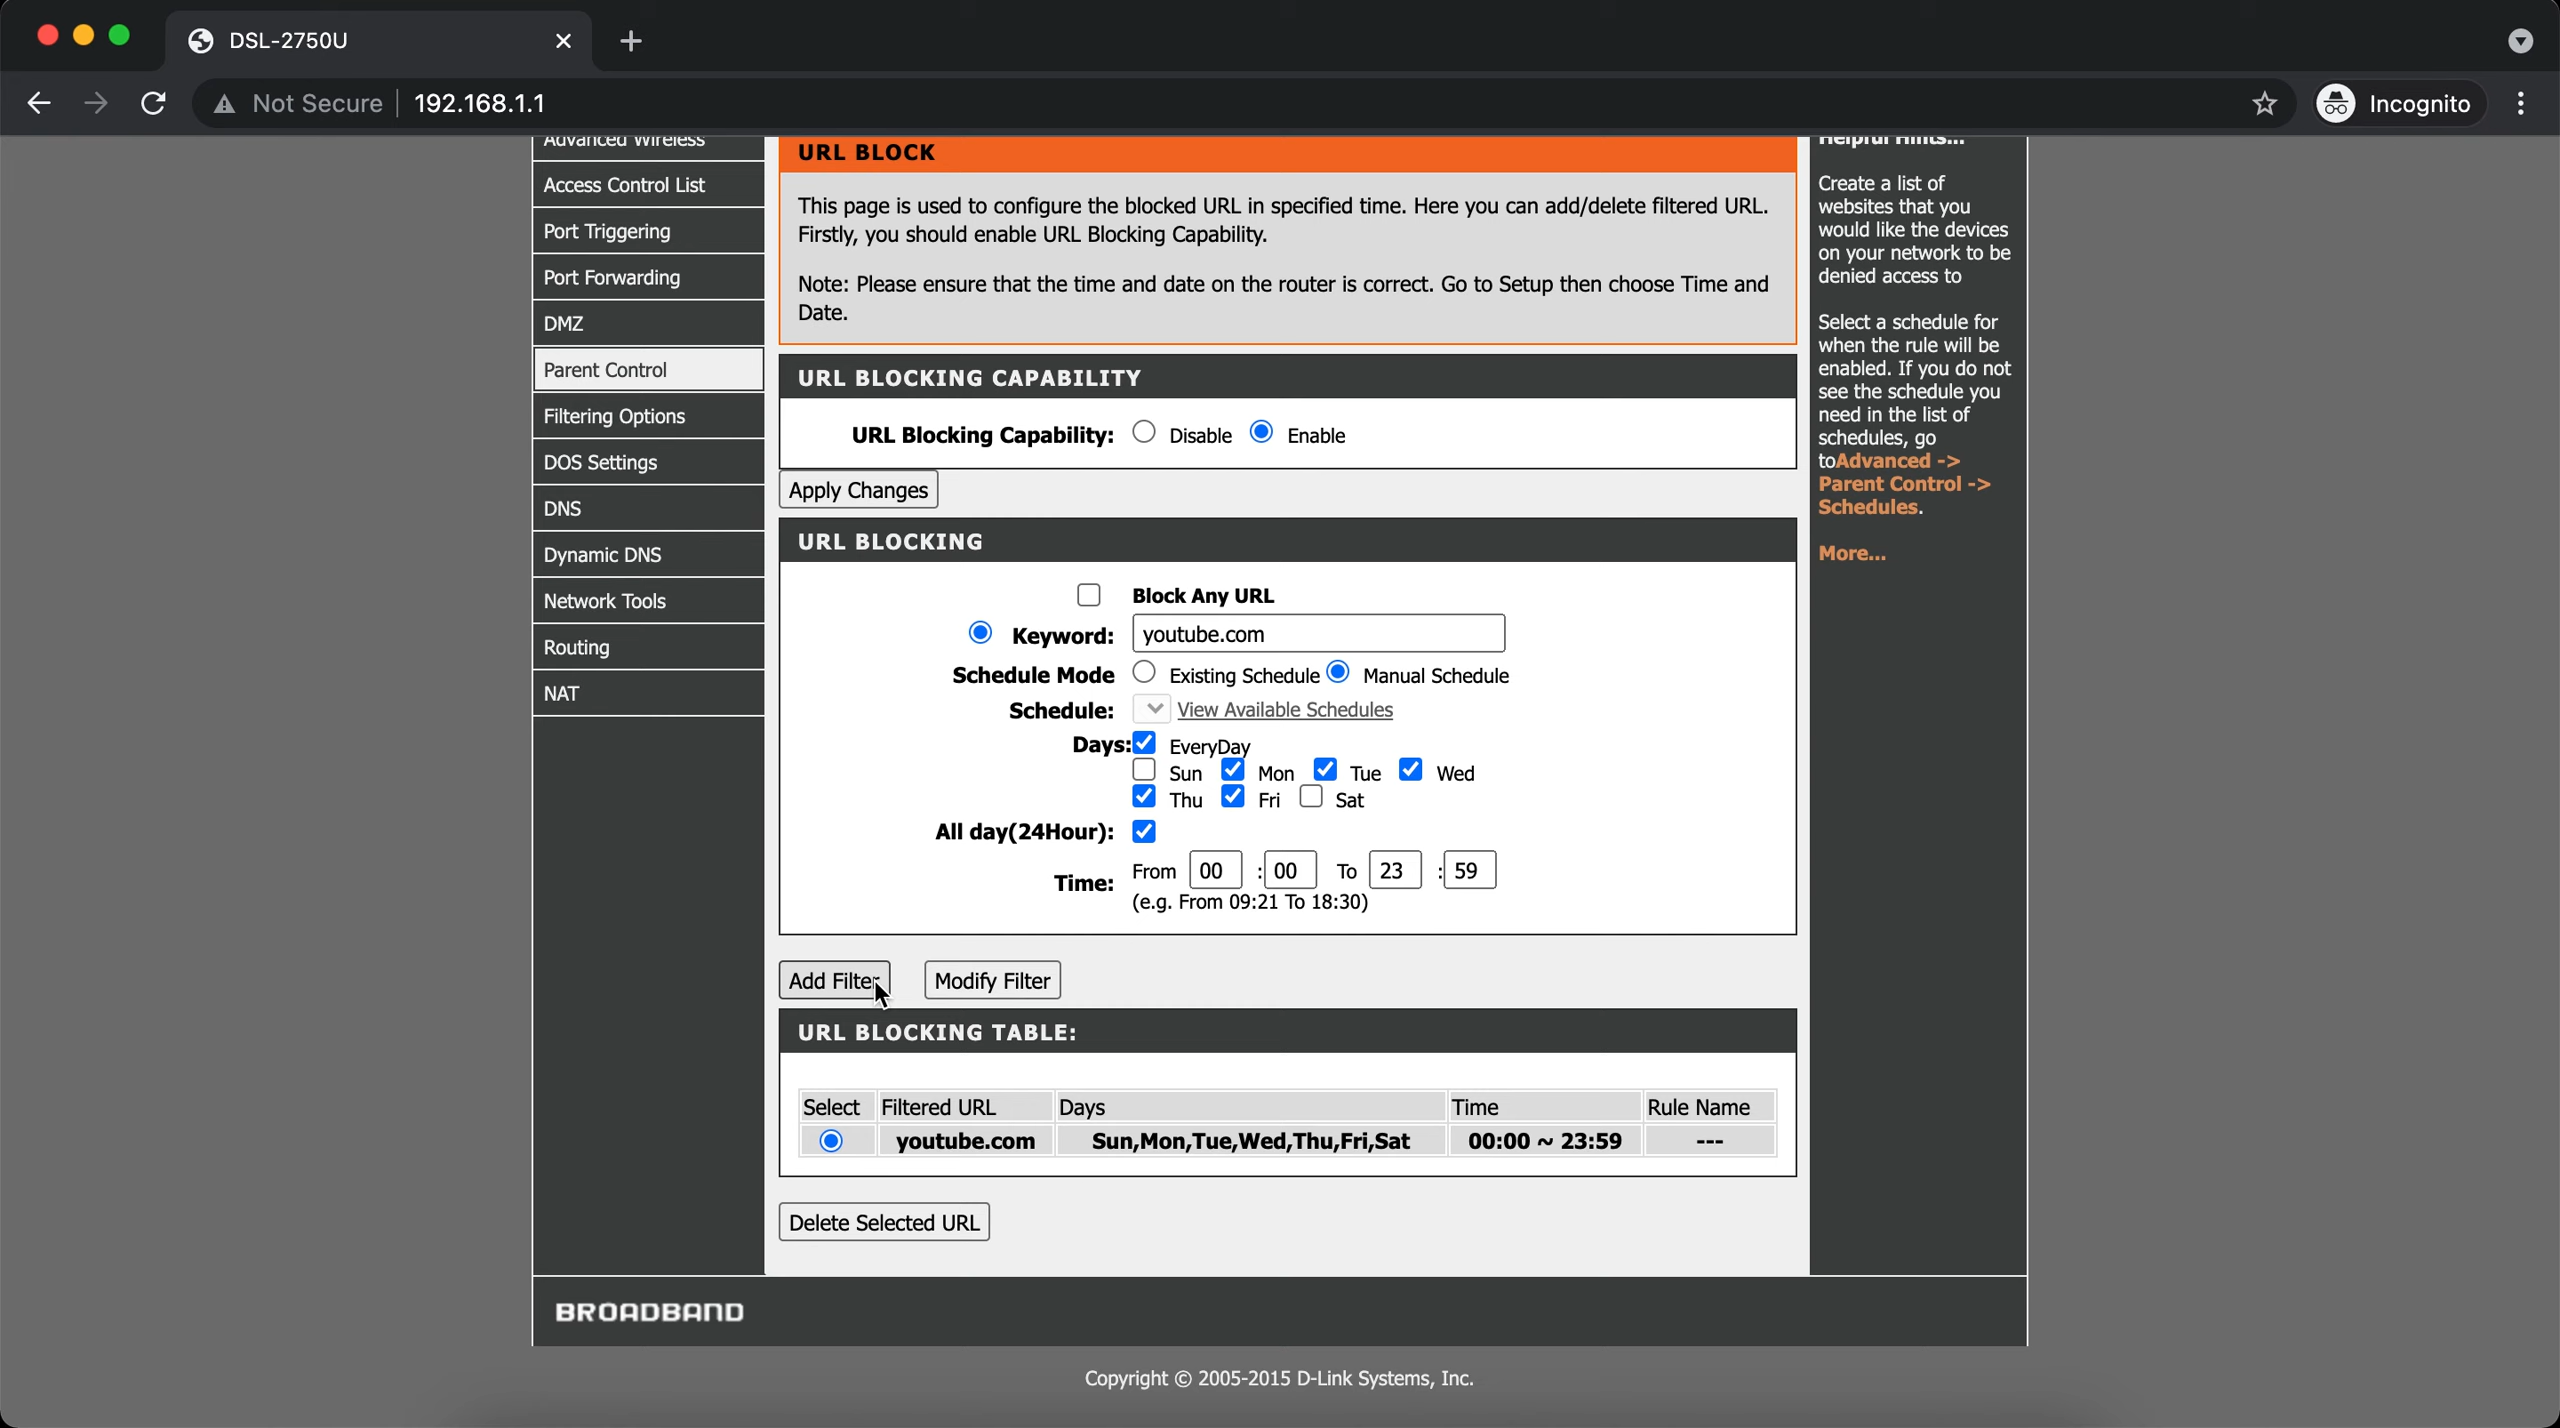 DSL-2750U
Not Secure 192.168.1.1 Incognito
Advanced Wireless
Access Control List
Port Triggering
Port Forwarding
DMZ
Parent Control
Filtering Options
DOS Settings
DNS
Dynamic DNS
Network Tools
Routing
NAT
URL BLOCK
This page is used to configure the blocked URL in specified time. Here you can add/delete filtered URL.
Firstly, you should enable URL Blocking Capability.
Note: Please ensure that the time and date on the router is correct. Go to Setup then choose Time and
Date.
URL BLOCKING CAPABILITY
URL Blocking Capability: Disable Enable
Apply Changes
URL BLOCKING
Block Any URL
Keyword: youtube.com
Schedule Mode Existing Schedule Manual Schedule
Schedule: View Available Schedules
Days: EveryDay
Sun Mon Tue Wed
Thu Fri Sat
All day(24Hour):
Time: From 00 : 00 To 23 : 59
(e.g. From 09:21 To 18:30)
Add Filter Modify Filter
URL BLOCKING TABLE:
Select Filtered URL Days Time Rule Name
youtube.com Sun,Mon,Tue,Wed,Thu,Fri,Sat 00:00 ~ 23:59 ---
Delete Selected URL
Helpful Hints...
Create a list of
websites that you
would like the devices
on your network to be
denied access to
Select a schedule for
when the rule will be
enabled. If you do not
see the schedule you
need in the list of
schedules, go
toAdvanced ->
Parent Control ->
Schedules.
More...
BROADBAND
Copyright © 2005-2015 D-Link Systems, Inc.